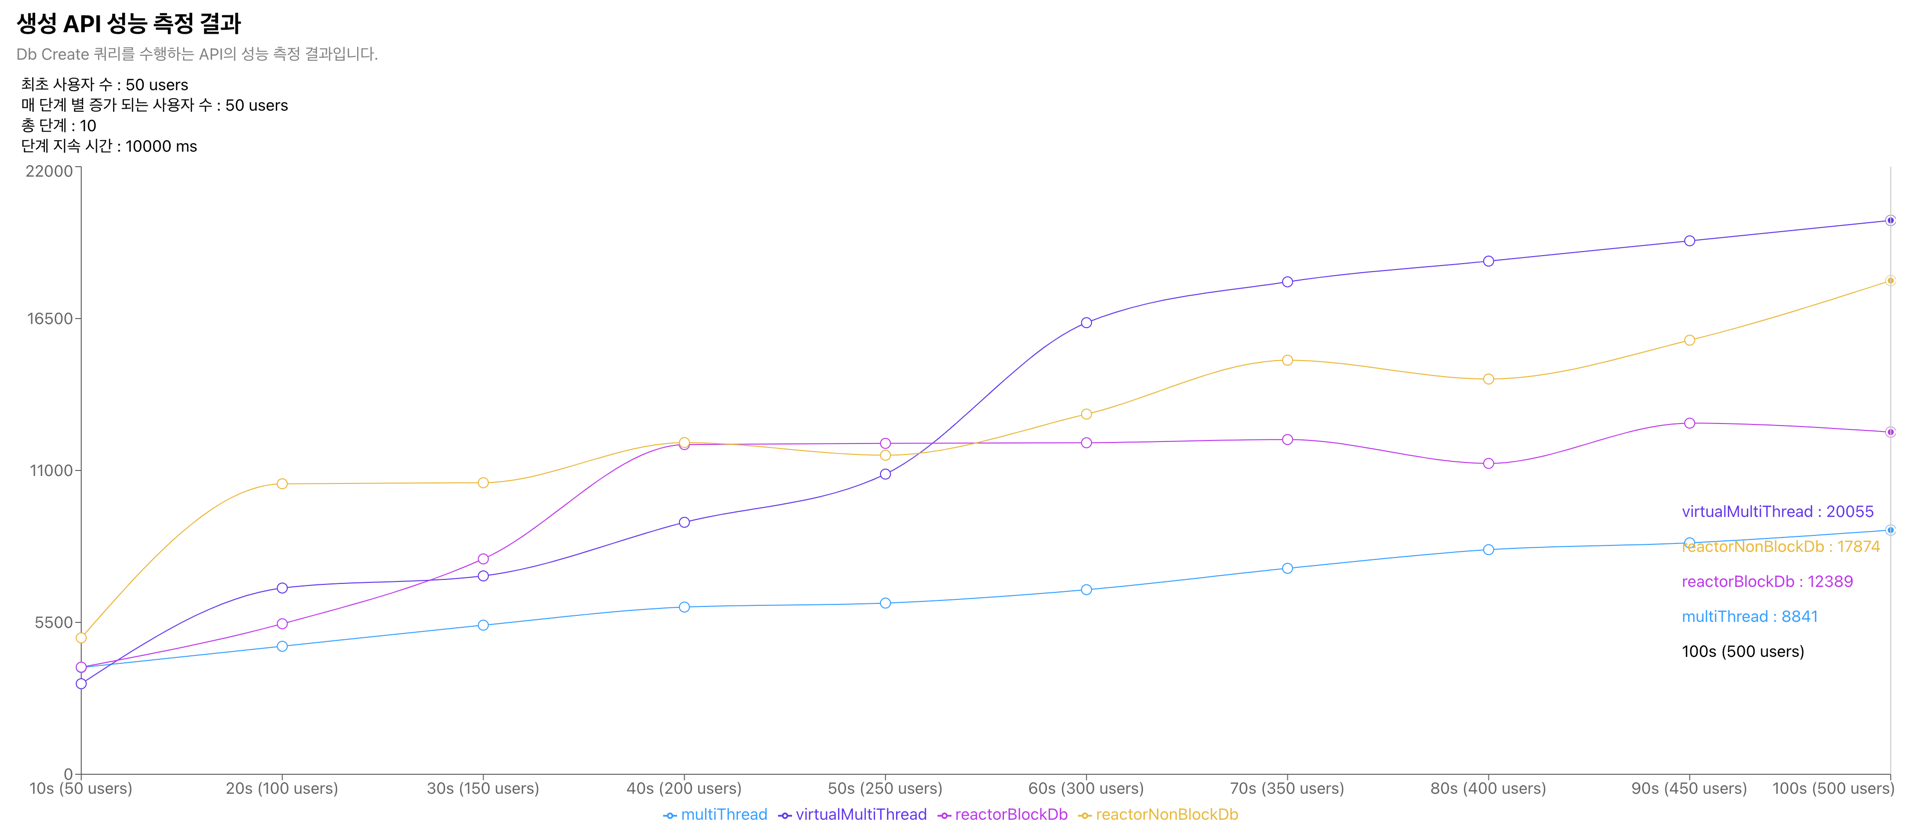 생성 API 성능 측정 결과
Db Create 쿼리를 수행하는 API의 성능 측정 결과입니다.
최초 사용자 수 : 50 users
매 단계 별 증가 되는 사용자 수 : 50 users
총 단계 : 10
단계 지속 시간 : 10000 ms
22000
16500
11000
5500
0
virtualMultiThread : 20055
reactorNonBlockDb : 17874
reactorBlockDb : 12389
multiThread : 8841
100s (500 users)
10s (50 users) 20s (100 users) 30s (150 users) 40s (200 users) 50s (250 users) 60s (300 users) 70s (350 users) 80s (400 users) 90s (450 users) 100s (500 users)
multiThread virtualMultiThread reactorBlockDb reactorNonBlockDb